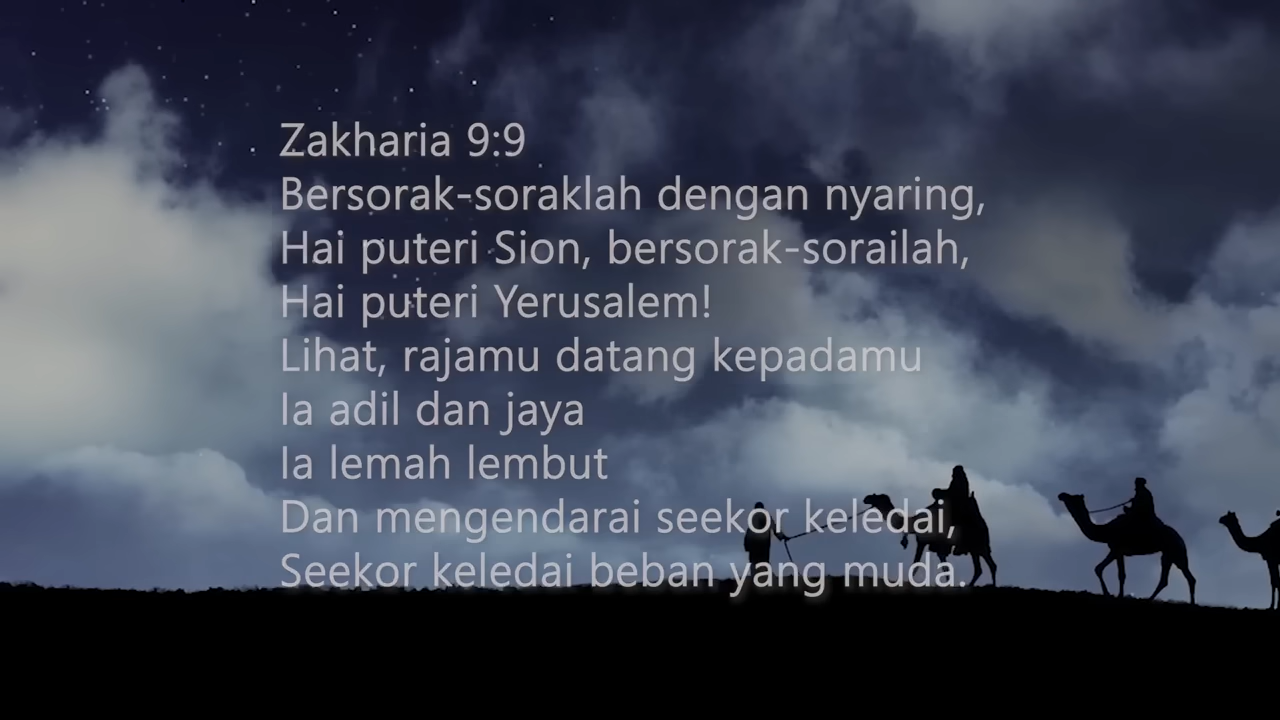 Zakharia 9:9
Bersorak-soraklah dengan nyaring,
Hai puteri Sion, bersorak-sorailah,
Hai puteri Yerusalem!
Lihat, rajamu datang kepadamu
Ia adil dan jaya
Ia lemah lembut
Dan mengendarai seekor keledai,
Seekor keledai beban yang muda.